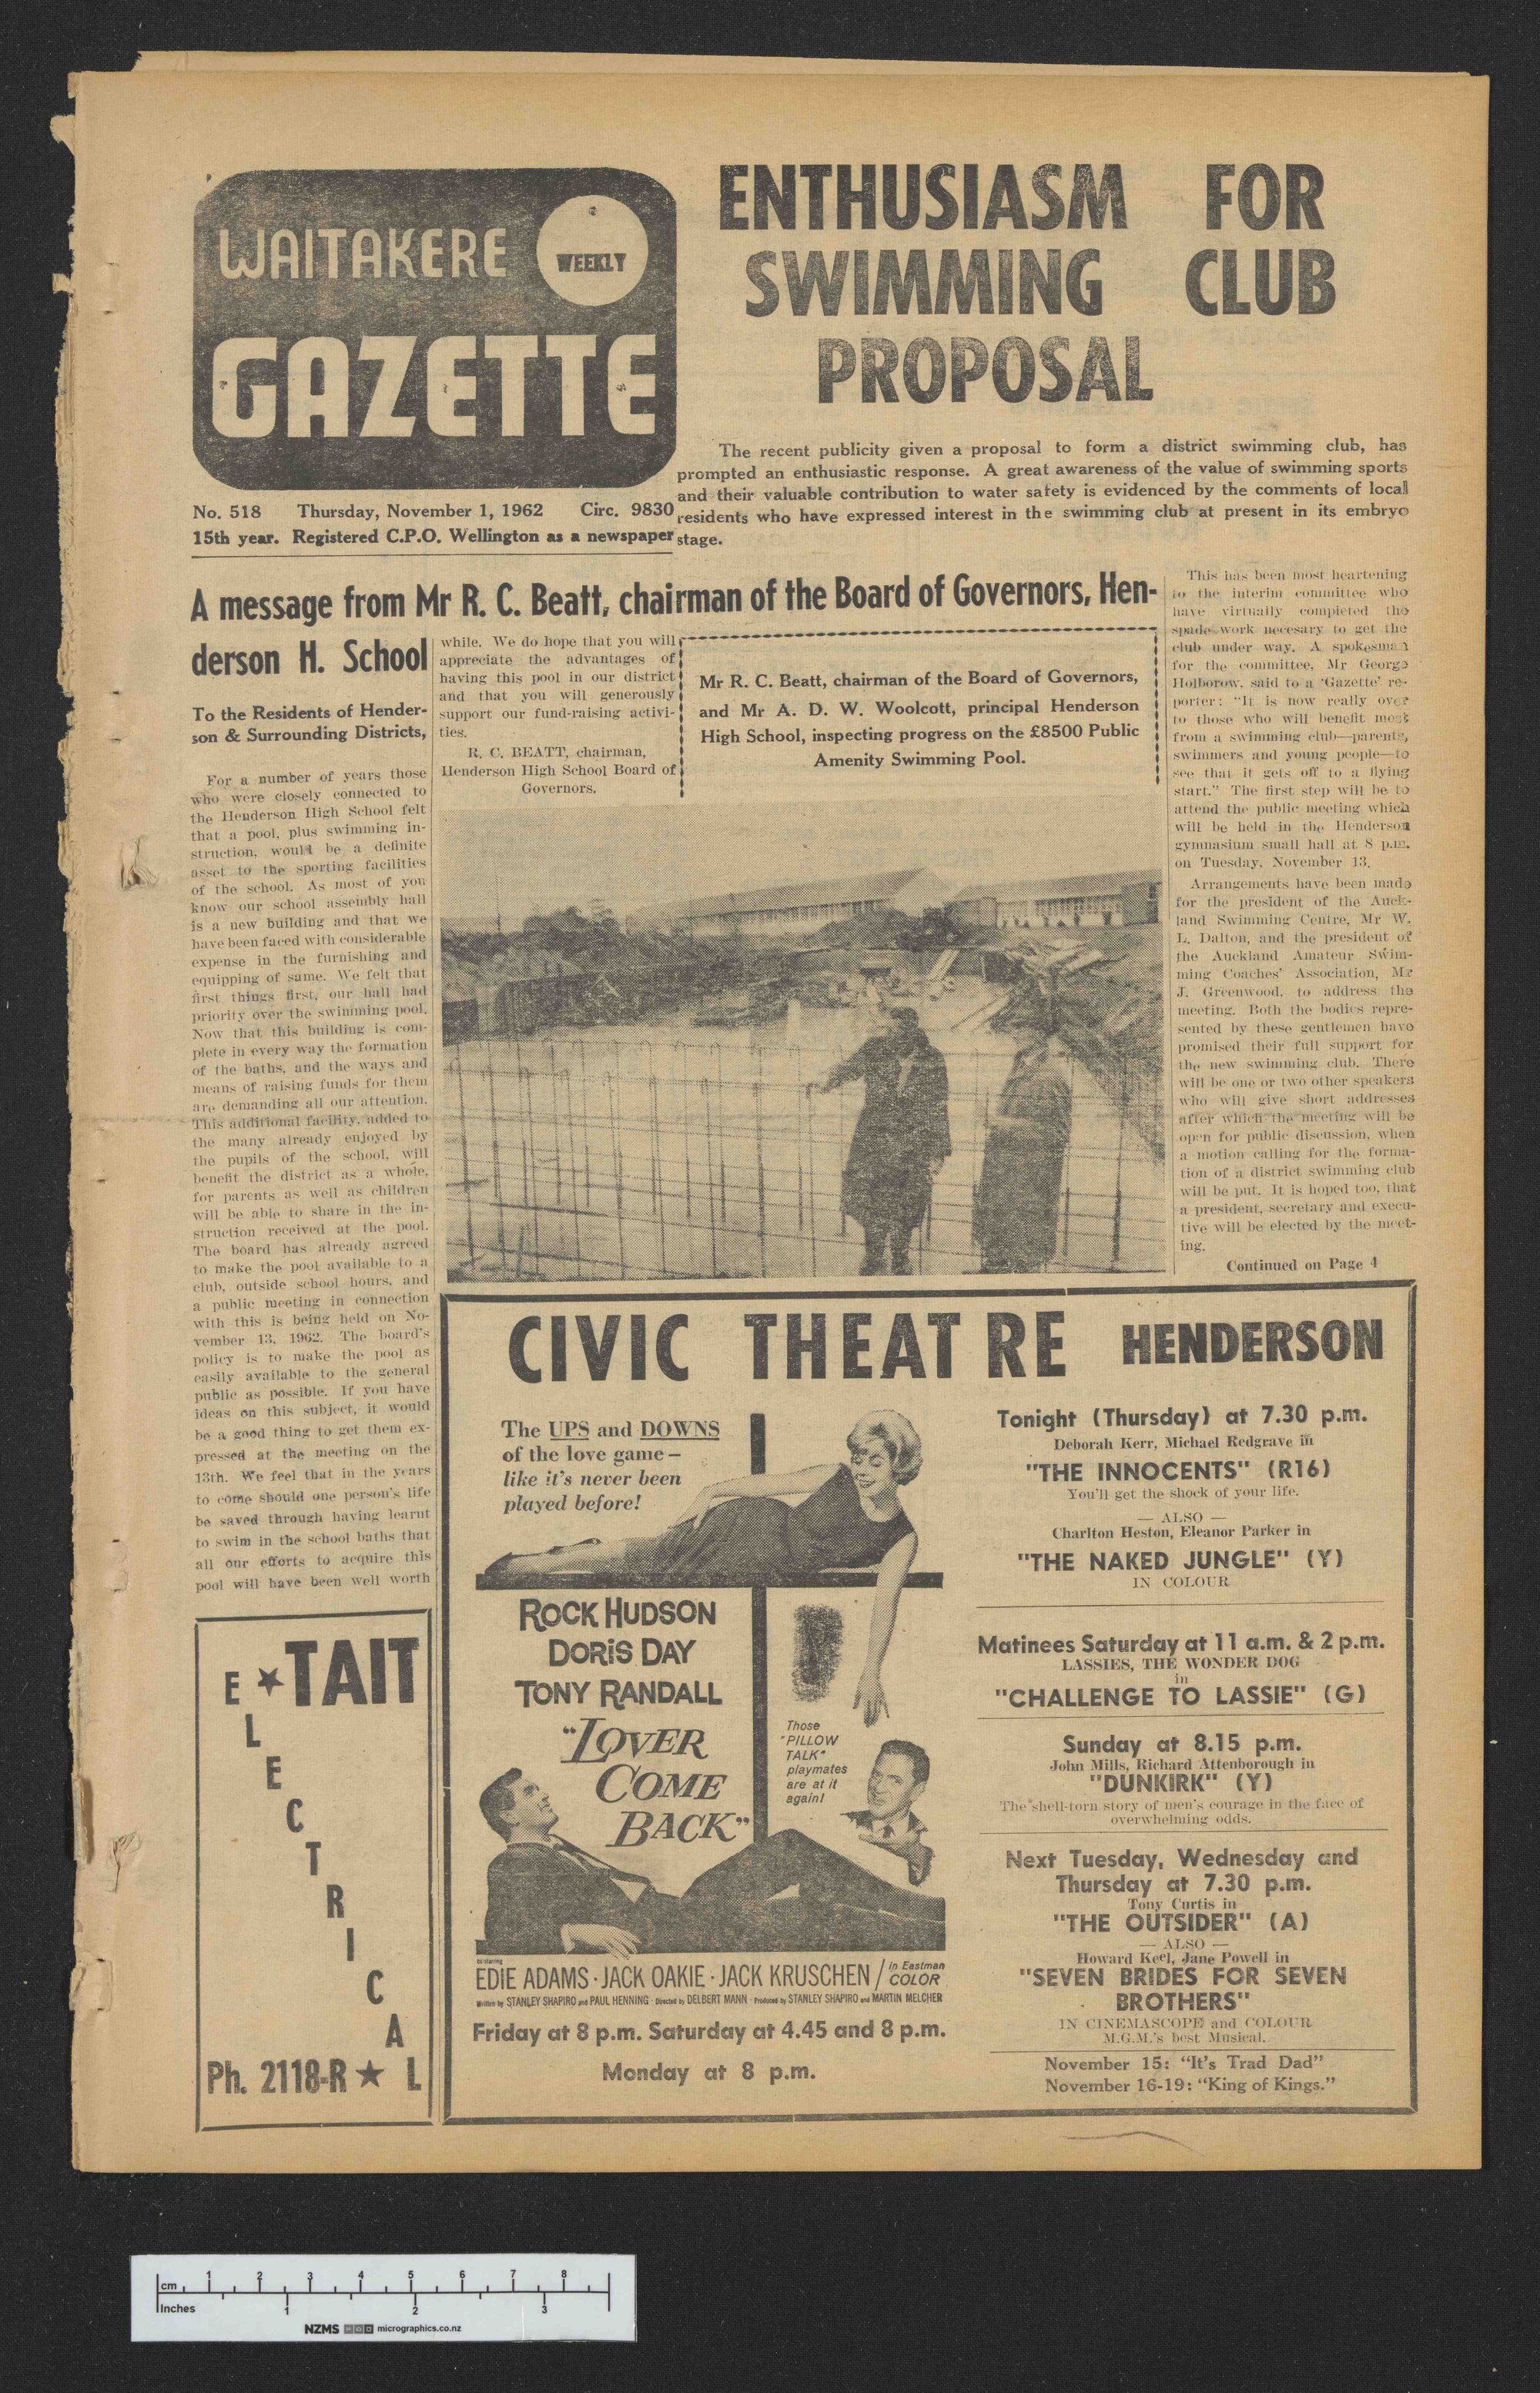 WAITAKERE
WEEKLY
GAZETTE
No. 518 Thursday, November 1, 1962 Circ. 9830
15th year. Registered C.P.O. Wellington as a newspaper
ENTHUSIASM FOR
SWIMMING CLUB
PROPOSAL
The recent publicity given a proposal to form a district swimming club, has
prompted an enthusiastic response. A great awareness of the value of swimming sports
and their valuable contribution to water safety is evidenced by the comments of local
residents who have expressed interest in the swimming club at present in its embryo
stage.
This has been most heartening
to the interim committee who
have virtually completed the
spade work necesary to get the
club under way. A spokesman
for the committee, Mr George
Holborow, said to a 'Gazette' re-
porter: "It is now really over
to those who will benefit most
from a swimming club—parents,
swimmers and young people—to
see that it gets off to a flying
start." The first step will be to
attend the public meeting which
will be held in the Henderson
gymnasium small hall at 8 p.m.
on Tuesday, November 13.
Arrangements have been made
for the president of the Auck-
land Swimming Centre, Mr W.
L. Dalton, and the president of
the Auckland Amateur Swim-
ming Coaches' Association, Mr
J. Greenwood, to address the
meeting. Both the bodies repre-
sented by these gentlemen have
promised their full support for
the new swimming club. There
will be one or two other speakers
who will give short addresses
after which the meeting will be
open for public discussion, when
a motion calling for the forma-
tion of a district swimming club
will be put. It is hoped too, that
a president, secretary and execu-
tive will be elected by the meet-
ing.
Continued on Page 4
A message from Mr R. C. Beatt, chairman of the Board of Governors, Hen-
derson H. School
To the Residents of Hender-
son & Surrounding Districts,
For a number of years those
who were closely connected to
the Henderson High School felt
that a pool, plus swimming in-
struction, would be a definite
asset to the sporting facilities
of the school. As most of you
know our school assembly hall
is a new building and that we
have been faced with considerable
expense in the furnishing and
equipping of same. We felt that
first things first, our hall had
priority over the swimming pool.
Now that this building is com-
plete in every way the formation
of the baths, and the ways and
means of raising funds for them
are demanding all our attention.
This additional facility, added to
the many already enjoyed by
the pupils of the school, will
benefit the district as a whole,
for parents as well as children
will be able to share in the in-
struction received at the pool.
The board has already agreed
to make the pool available to a
club, outside school hours, and
a public meeting in connection
with this is being held on No-
vember 13, 1962. The board's
policy is to make the pool as
easily available to the general
public as possible. If you have
ideas on this subject, it would
be a good thing to get them ex-
pressed at the meeting on the
13th. We feel that in the years
to come should one person's life
be saved through having learnt
to swim in the school baths that
all our efforts to acquire this
pool will have been well worth
while. We do hope that you will
appreciate the advantages of
having this pool in our district
and that you will generously
support our fund-raising activi-
ties.
R. C. BEATT, chairman,
Henderson High School Board of
Governors.
Mr R. C. Beatt, chairman of the Board of Governors,
and Mr A. D. W. Woolcott, principal Henderson
High School, inspecting progress on the £8500 Public
Amenity Swimming Pool.
E ★ TAIT
L
E
C
T
R
I
C
A
Ph. 2118-R ★ L
CIVIC THEATRE HENDERSON
The UPS and DOWNS
of the love game—
like it's never been
played before!
ROCK HUDSON
DORIS DAY
TONY RANDALL
"LOVER
COME
BACK"
Those
"PILLOW
TALK"
playmates
are at it
again!
co-starring
EDIE ADAMS · JACK OAKIE · JACK KRUSCHEN / in Eastman COLOR
Written by STANLEY SHAPIRO and PAUL HENNING · Directed by DELBERT MANN · Produced by STANLEY SHAPIRO and MARTIN MELCHER
Friday at 8 p.m. Saturday at 4.45 and 8 p.m.
Monday at 8 p.m.
Tonight (Thursday) at 7.30 p.m.
Deborah Kerr, Michael Redgrave in
"THE INNOCENTS" (R16)
You'll get the shock of your life.
— ALSO —
Charlton Heston, Eleanor Parker in
"THE NAKED JUNGLE" (Y)
IN COLOUR
Matinees Saturday at 11 a.m. & 2 p.m.
LASSIES, THE WONDER DOG
in
"CHALLENGE TO LASSIE" (G)
Sunday at 8.15 p.m.
John Mills, Richard Attenborough in
"DUNKIRK" (Y)
The shell-torn story of men's courage in the face of
overwhelming odds.
Next Tuesday, Wednesday and
Thursday at 7.30 p.m.
Tony Curtis in
"THE OUTSIDER" (A)
— ALSO —
Howard Keel, Jane Powell in
"SEVEN BRIDES FOR SEVEN
BROTHERS"
IN CINEMASCOPE and COLOUR
M.G.M.'s best Musical.
November 15: "It's Trad Dad"
November 16-19: "King of Kings."
cm 1 2 3 4 5 6 7 8
Inches 1 2 3
NZMS micrographics.co.nz